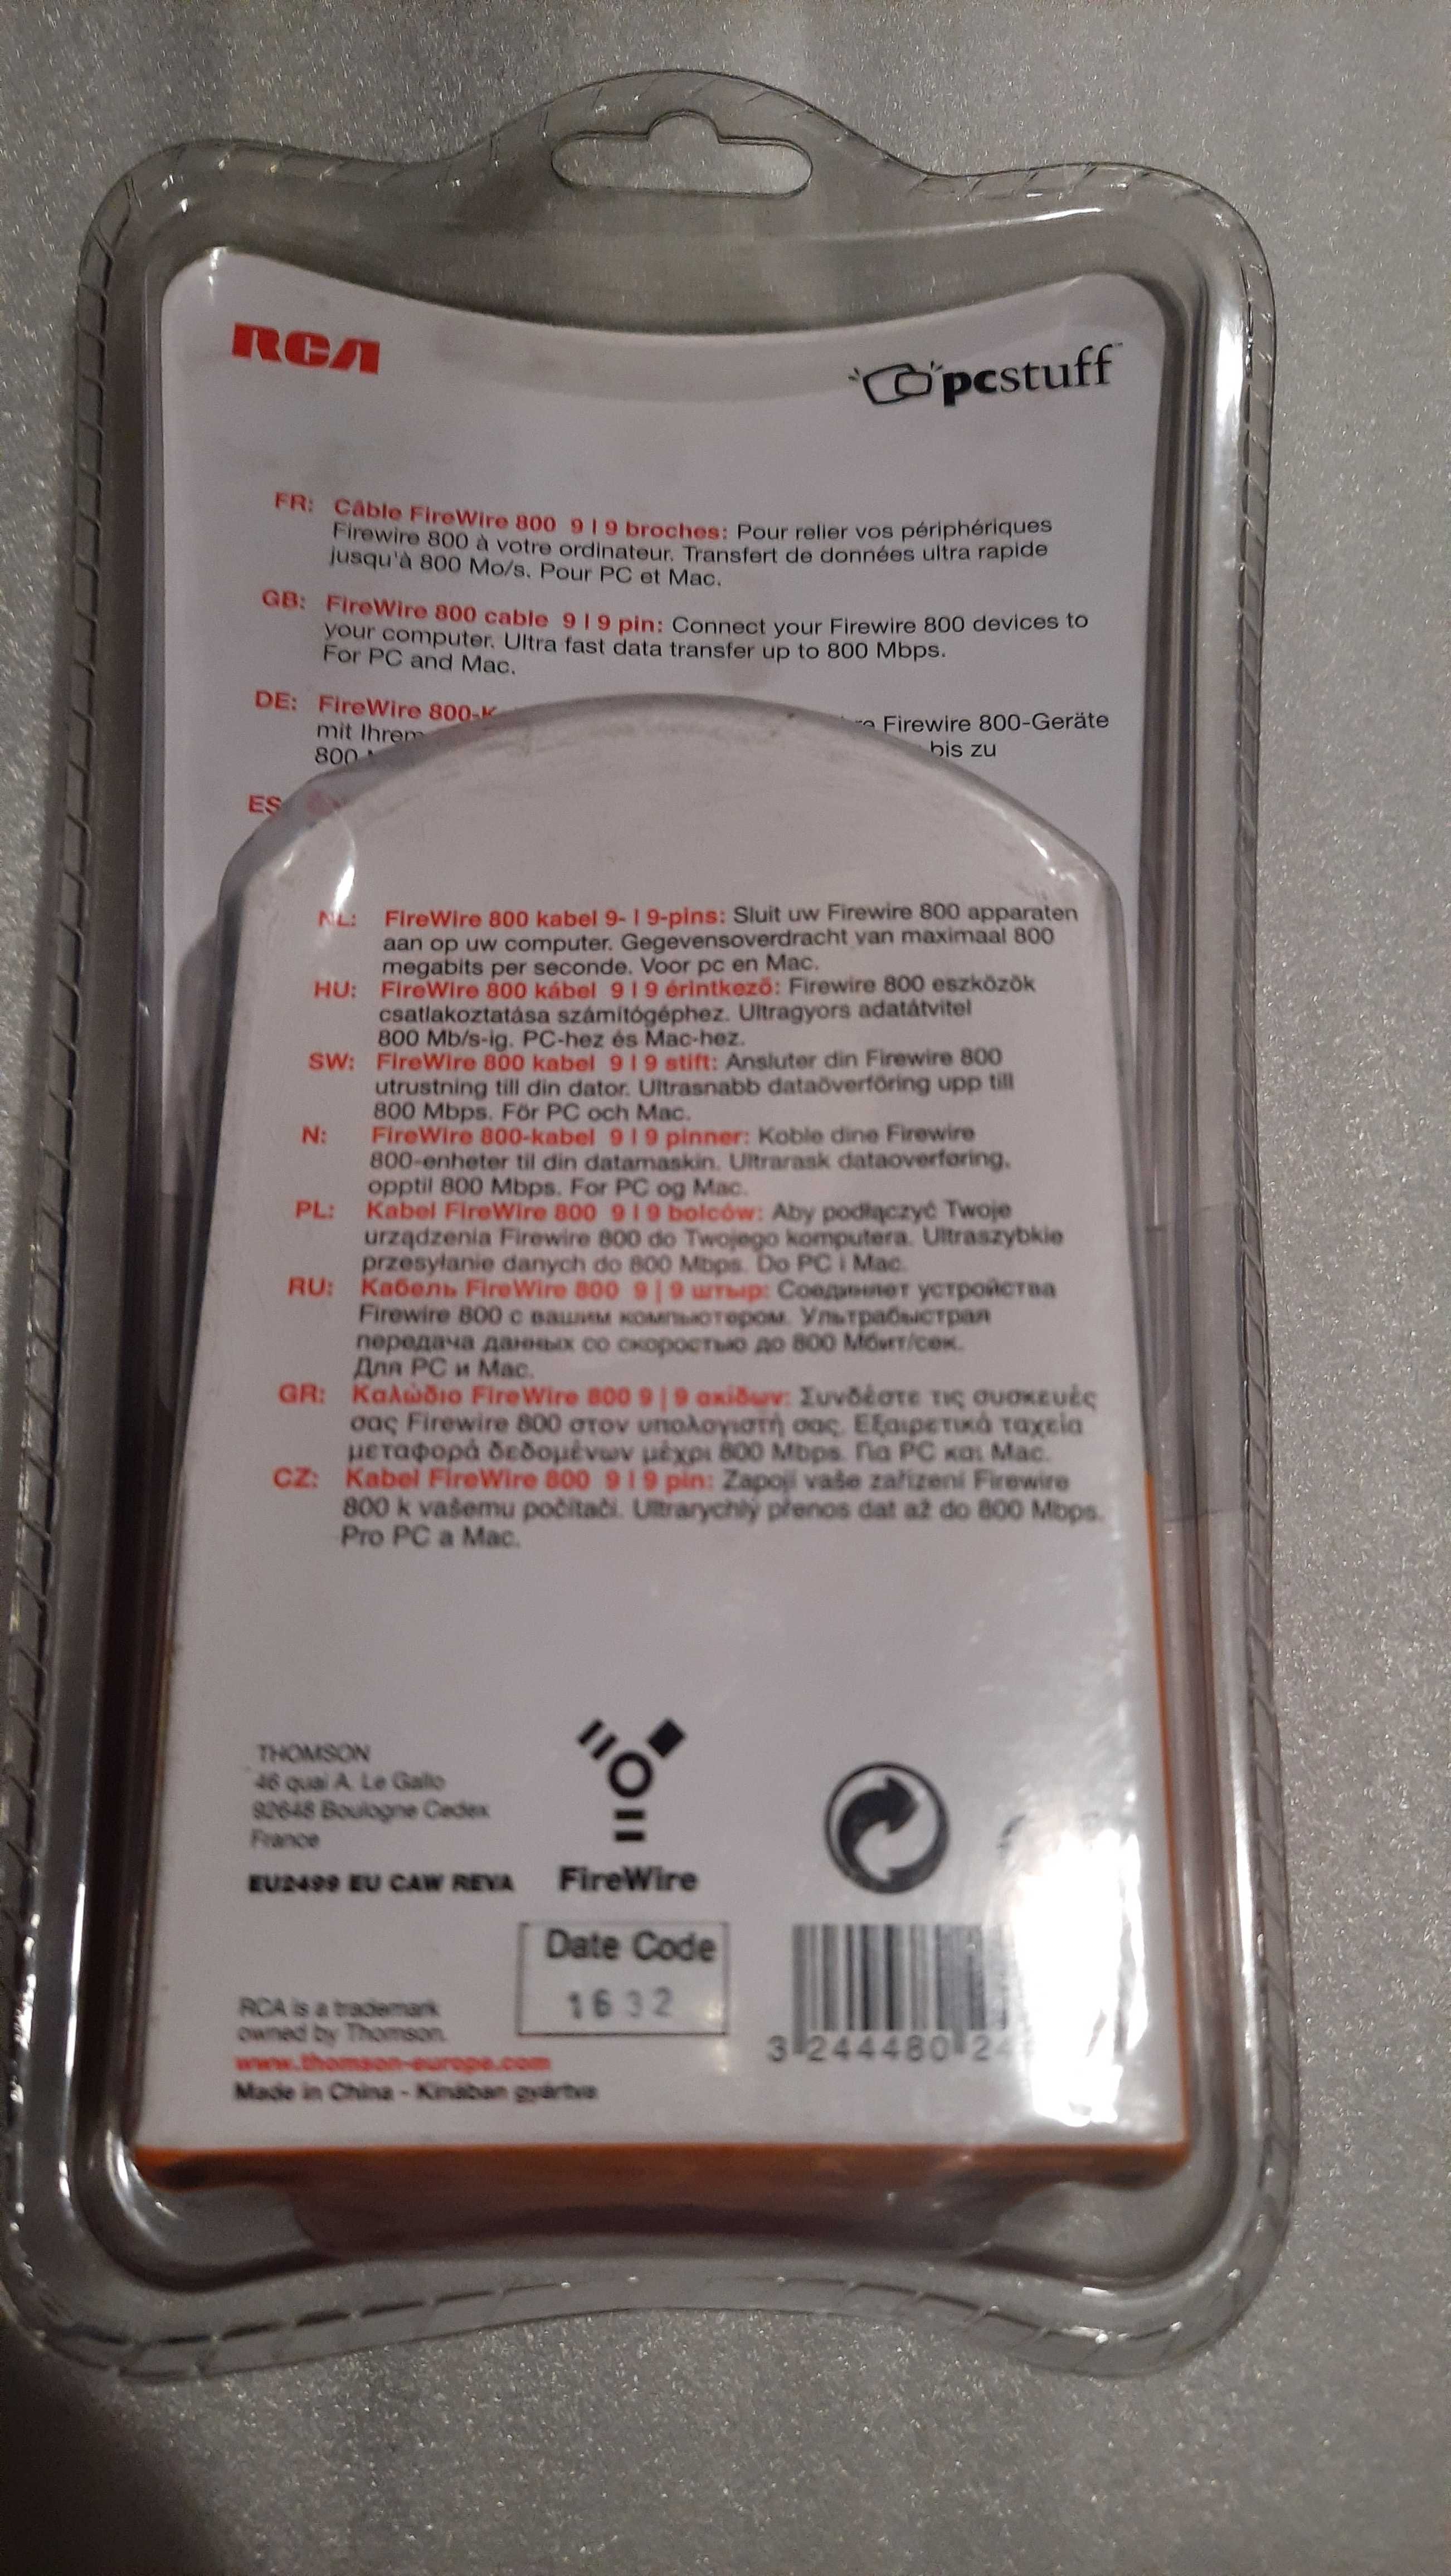 RCA
pcstuff™
FR: Câble FireWire 800 9 | 9 broches: Pour relier vos périphériques
Firewire 800 à votre ordinateur. Transfert de données ultra rapide
jusqu'à 800 Mo/s. Pour PC et Mac.
GB: FireWire 800 cable 9 | 9 pin: Connect your Firewire 800 devices to
your computer. Ultra fast data transfer up to 800 Mbps.
For PC and Mac.
DE: FireWire 800-K Firewire 800-Geräte
mit Ihrem bis zu
800
ES
NL: FireWire 800 kabel 9- | 9-pins: Sluit uw Firewire 800 apparaten
aan op uw computer. Gegevensoverdracht van maximaal 800
megabits per seconde. Voor pc en Mac.
HU: FireWire 800 kábel 9 | 9 érintkező: Firewire 800 eszközök
csatlakoztatása számítógéphez. Ultragyors adatátvitel
800 Mb/s-ig. PC-hez és Mac-hez.
SW: FireWire 800 kabel 9 | 9 stift: Ansluter din Firewire 800
utrustning till din dator. Ultrasnabb dataöverföring upp till
800 Mbps. För PC och Mac.
N: FireWire 800-kabel 9 | 9 pinner: Koble dine Firewire
800-enheter til din datamaskin. Ultrarask dataoverføring,
opptil 800 Mbps. For PC og Mac.
PL: Kabel FireWire 800 9 | 9 bolców: Aby podłączyć Twoje
urządzenia Firewire 800 do Twojego komputera. Ultraszybkie
przesyłanie danych do 800 Mbps. Do PC i Mac.
RU: Кабель FireWire 800 9 | 9 штыр: Соединяет устройства
Firewire 800 с вашим компьютером. Ультрабыстрая
передача данных со скоростью до 800 Мбит/сек.
Для PC и Mac.
GR: Καλώδιο FireWire 800 9 | 9 ακίδων: Συνδέστε τις συσκευές
σας Firewire 800 στον υπολογιστή σας. Εξαιρετικά ταχεία
μεταφορά δεδομένων μέχρι 800 Mbps. Για PC και Mac.
CZ: Kabel FireWire 800 9 | 9 pin: Zapojí vaše zařízení Firewire
800 k vašemu počítači. Ultrarychlý přenos dat až do 800 Mbps.
Pro PC a Mac.
THOMSON
46 quai A. Le Gallo
92648 Boulogne Cedex
France
EU2499 EU CAW REVA
FireWire
Date Code
1632
RCA is a trademark
owned by Thomson.
www.thomson-europe.com
Made in China - Kínában gyártva
3 244480 24